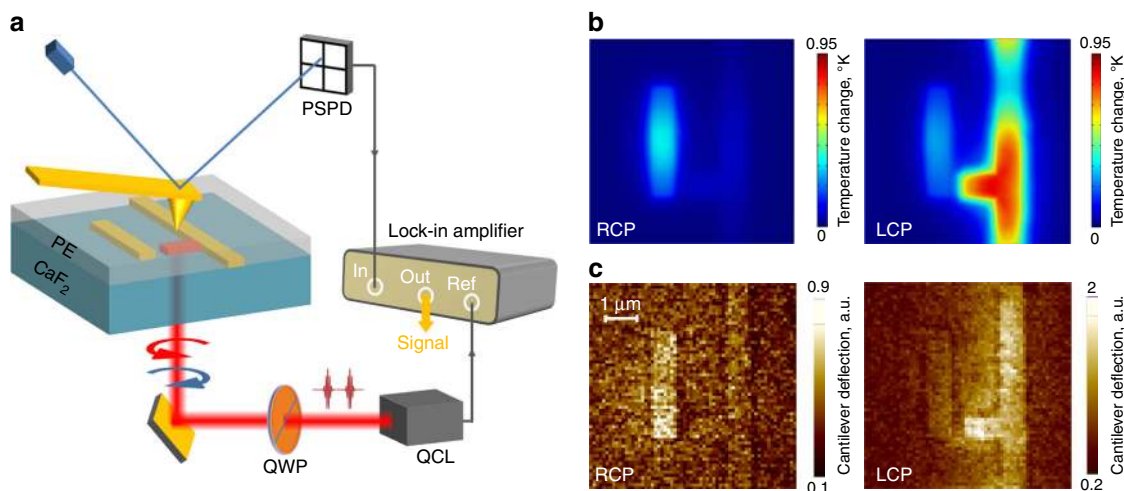 a
PSPD
PE
CaF2
Lock-in amplifier
In
Out
Ref
Signal
QWP
QCL
b
0.95
0.95
RCP
LCP
Temperature change, °K
Temperature change, °K
0
0
c
0.9
2
1 μm
RCP
LCP
Cantilever deflection, a.u.
Cantilever deflection, a.u.
0.1
0.2